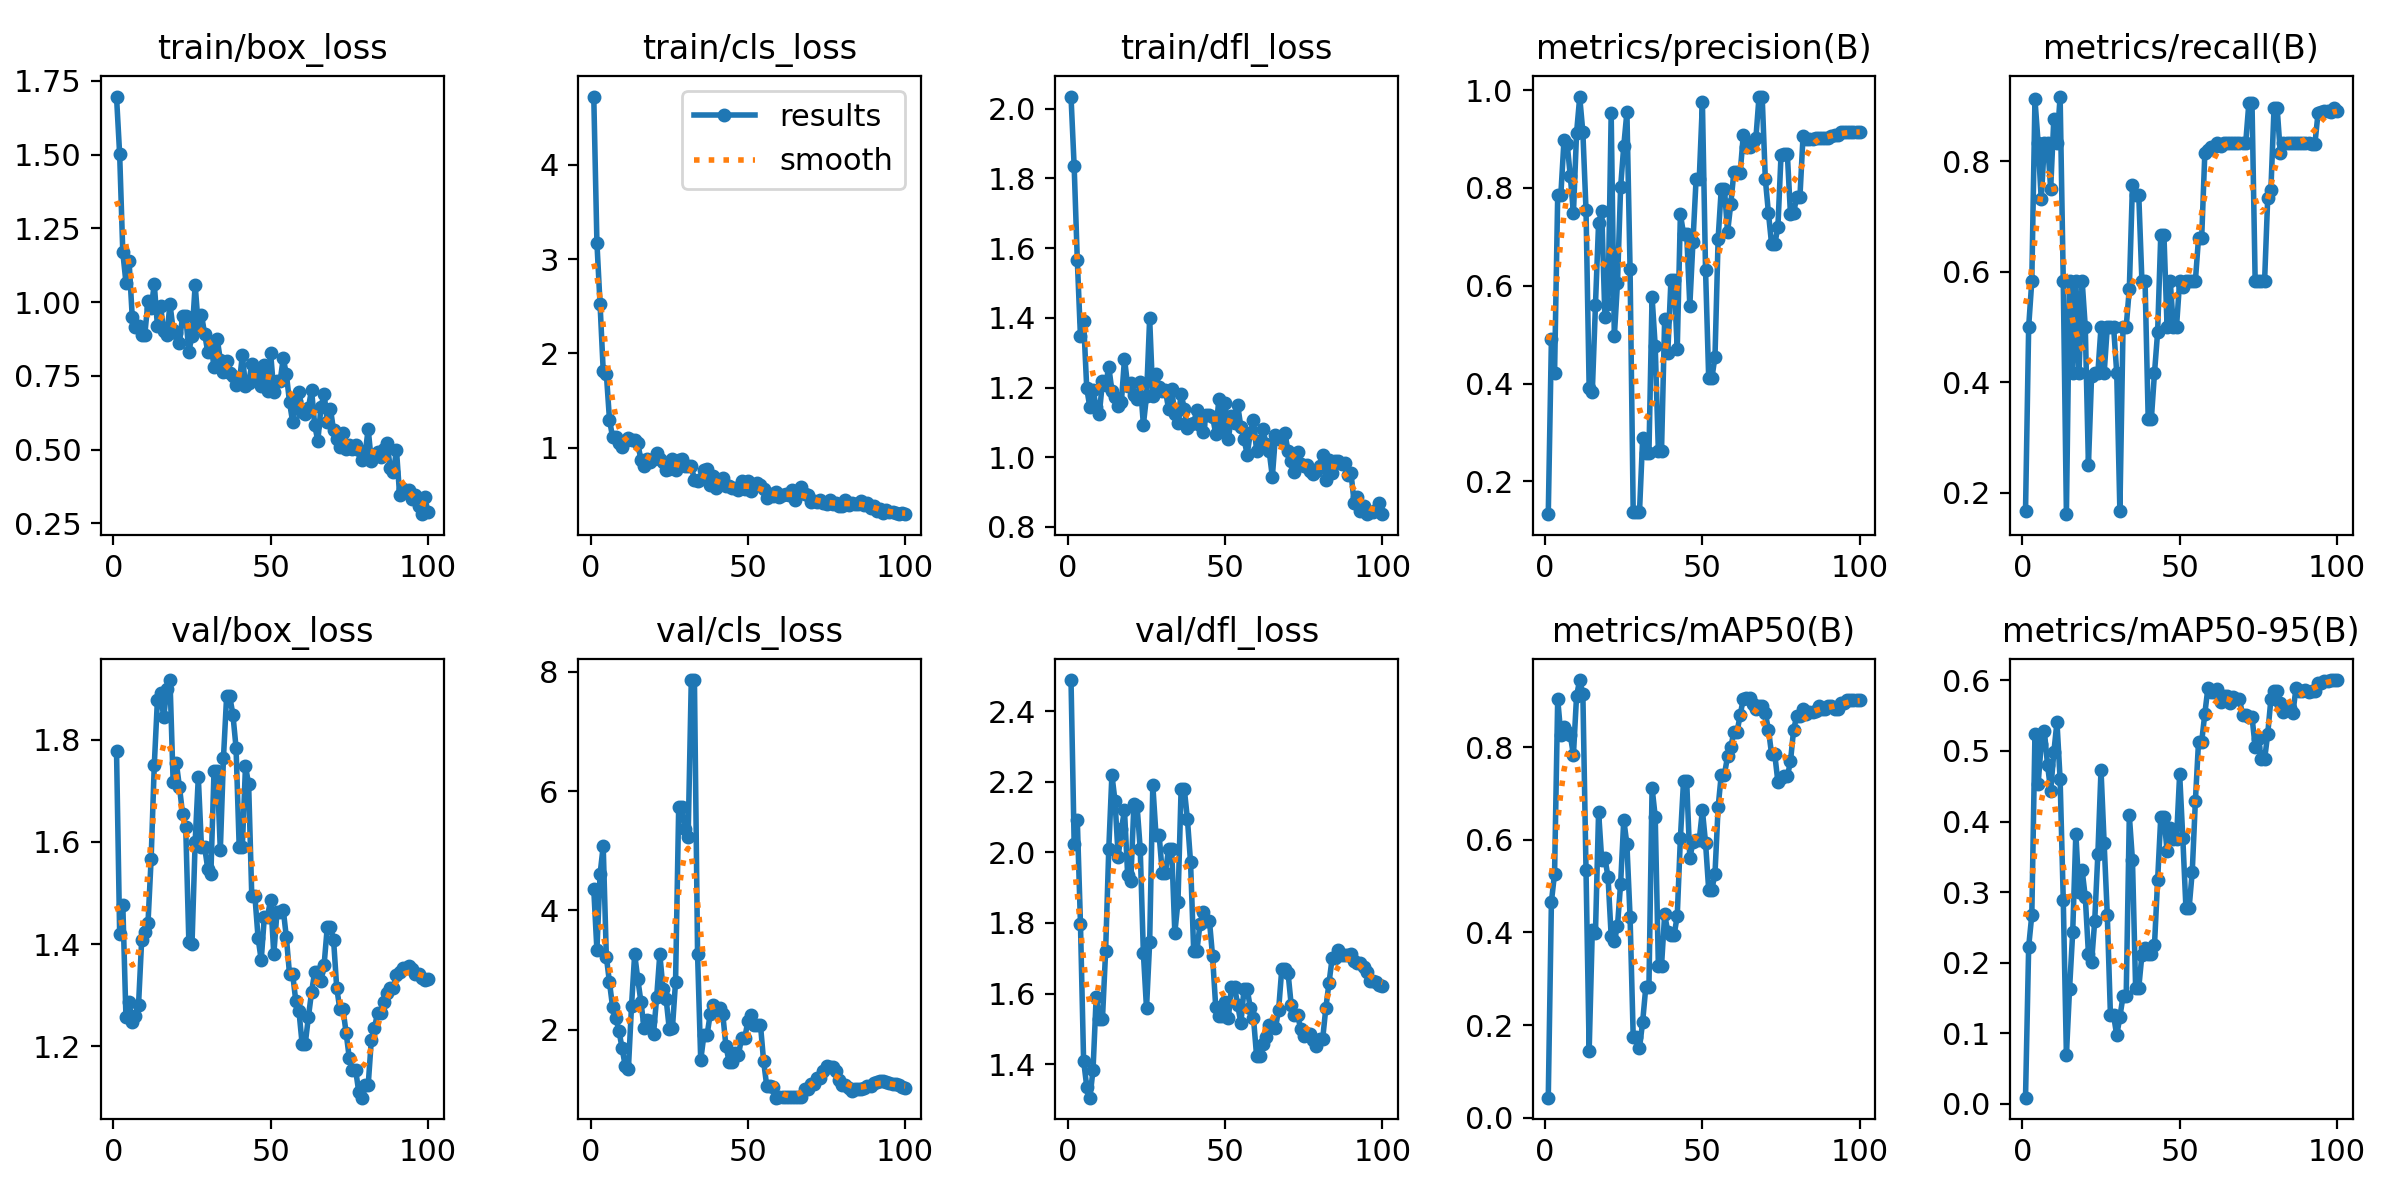 train/box_loss
1.75
1.50
1.25
1.00
0.75
0.50
0.25
0 50 100
train/cls_loss
results
smooth
4
3
2
1
0 50 100
train/dfl_loss
2.0
1.8
1.6
1.4
1.2
1.0
0.8
0 50 100
metrics/precision(B)
1.0
0.8
0.6
0.4
0.2
0 50 100
metrics/recall(B)
0.8
0.6
0.4
0.2
0 50 100
val/box_loss
1.8
1.6
1.4
1.2
0 50 100
val/cls_loss
8
6
4
2
0 50 100
val/dfl_loss
2.4
2.2
2.0
1.8
1.6
1.4
0 50 100
metrics/mAP50(B)
0.8
0.6
0.4
0.2
0.0
0 50 100
metrics/mAP50-95(B)
0.6
0.5
0.4
0.3
0.2
0.1
0.0
0 50 100